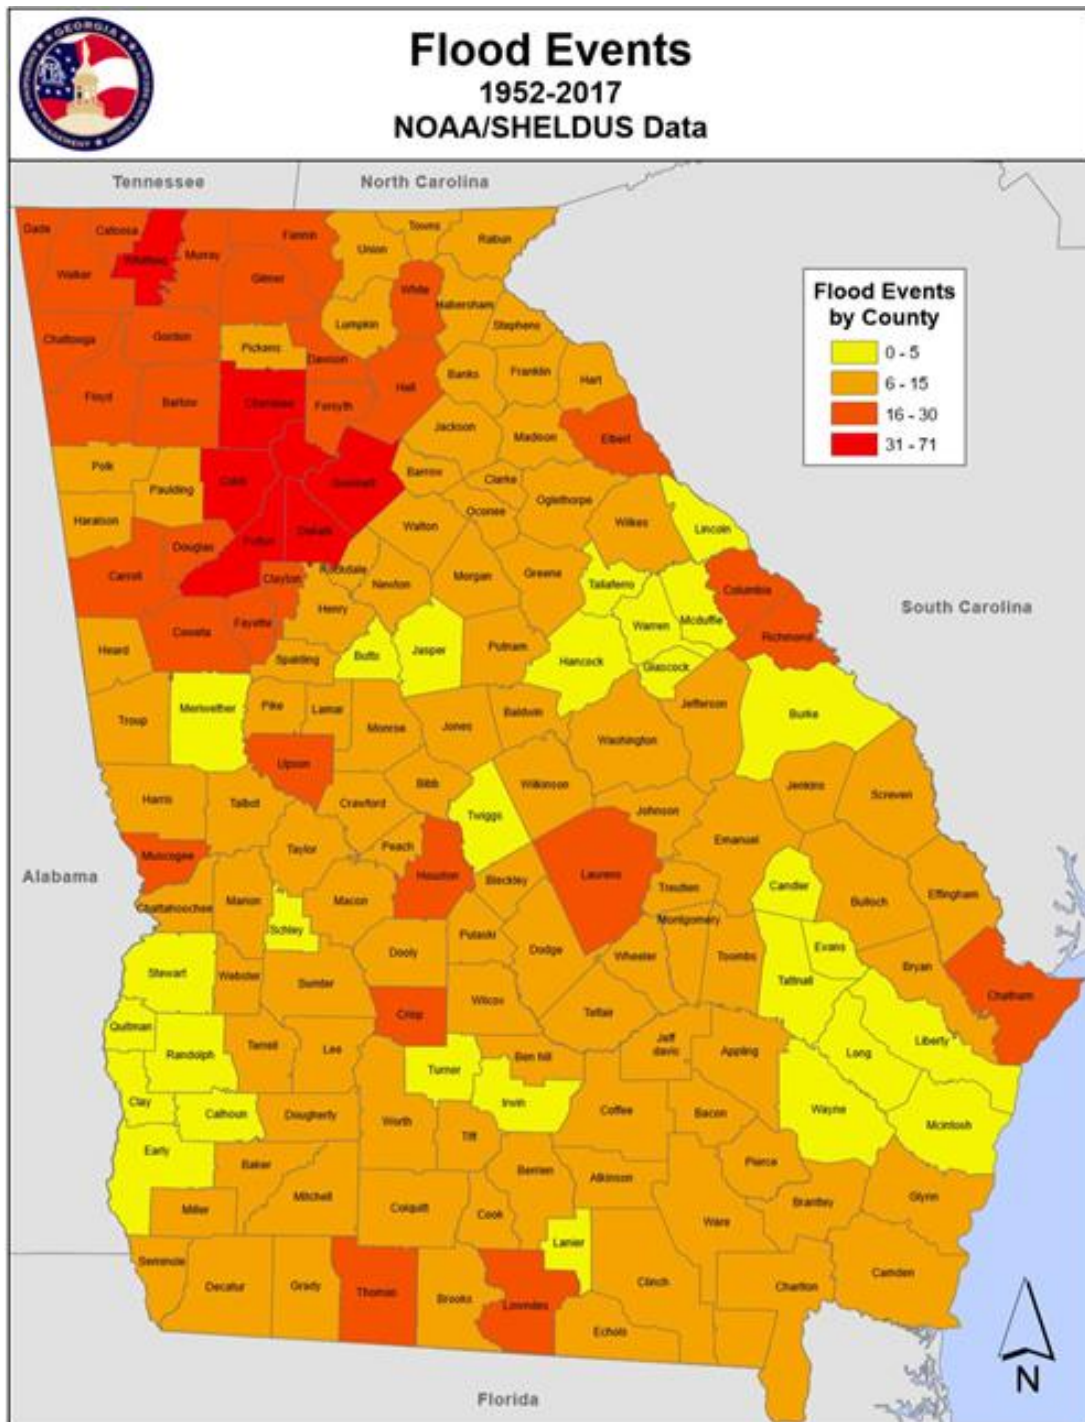 GEORGIA
Flood Events
1952-2017
NOAA/SHELDUS Data
Tennessee
North Carolina
Flood Events
by County
0 - 5
6 - 15
16 - 30
31 - 71
Dade
Catoosa
Whitfield
Murray
Fannin
Union
Towns
Rabun
Walker
Gilmer
White
Habersham
Lumpkin
Stephens
Chattooga
Gordon
Pickens
Dawson
Banks
Franklin
Hart
Floyd
Bartow
Cherokee
Forsyth
Hall
Jackson
Madison
Elbert
Polk
Paulding
Cobb
Gwinnett
Barrow
Clarke
Oglethorpe
Haralson
Oconee
Wilkes
Lincoln
Douglas
Fulton
Dekalb
Walton
Carroll
Clayton
Rockdale
Newton
Morgan
Greene
Taliaferro
Columbia
South Carolina
Henry
Warren
Mcduffie
Coweta
Fayette
Richmond
Heard
Spalding
Butts
Jasper
Putnam
Hancock
Glascock
Troup
Meriwether
Pike
Lamar
Monroe
Jones
Baldwin
Washington
Jefferson
Burke
Upson
Bibb
Wilkinson
Jenkins
Screven
Harris
Talbot
Crawford
Twiggs
Johnson
Emanuel
Muscogee
Taylor
Peach
Houston
Bleckley
Laurens
Treutlen
Candler
Bulloch
Effingham
Alabama
Chattahoochee
Marion
Macon
Schley
Pulaski
Dodge
Montgomery
Evans
Stewart
Webster
Sumter
Dooly
Wheeler
Toombs
Tattnall
Bryan
Chatham
Quitman
Crisp
Wilcox
Telfair
Randolph
Terrell
Lee
Turner
Ben hill
Jeff
davis
Appling
Long
Liberty
Clay
Calhoun
Dougherty
Worth
Irwin
Coffee
Bacon
Wayne
Mcintosh
Early
Baker
Tift
Berrien
Atkinson
Pierce
Miller
Mitchell
Colquitt
Cook
Ware
Brantley
Glynn
Seminole
Decatur
Grady
Thomas
Brooks
Lowndes
Lanier
Clinch
Charlton
Camden
Echols
Florida
N